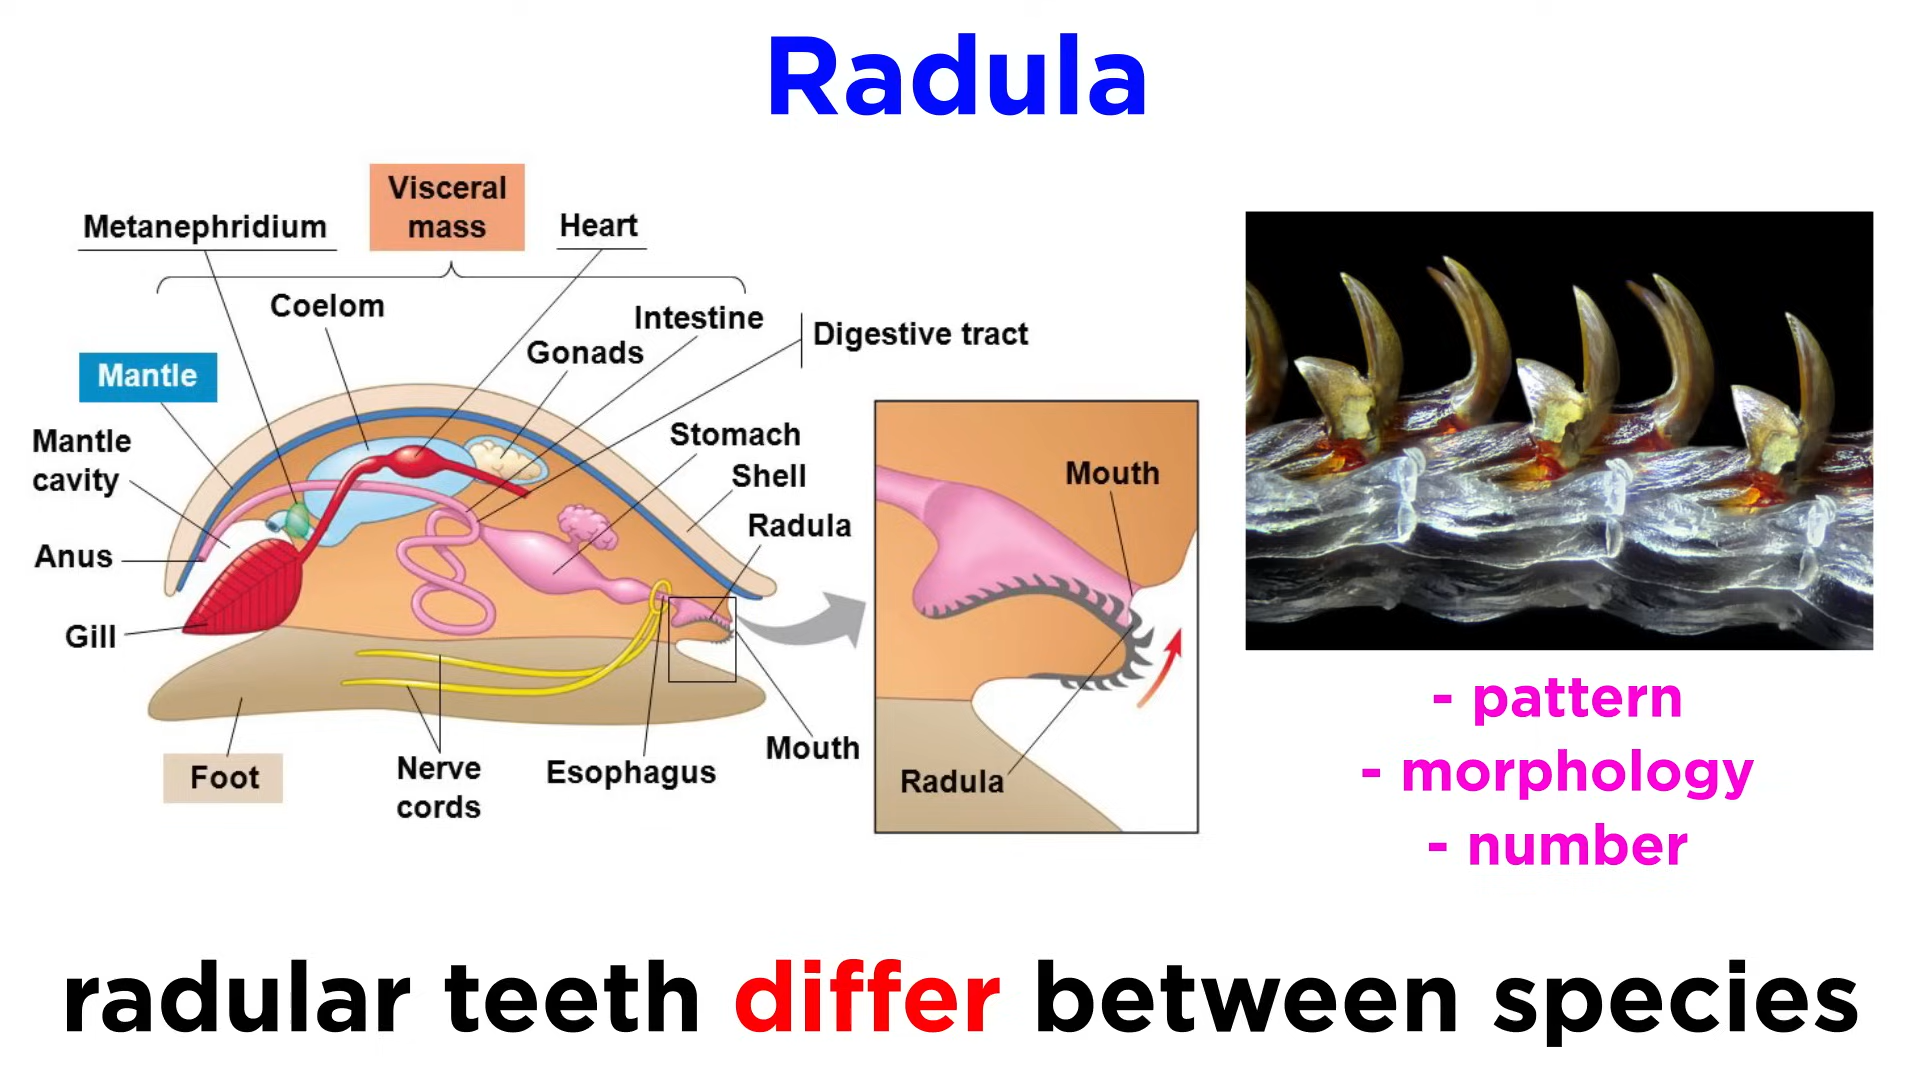 Radula
Visceral
mass
Metanephridium
Heart
Coelom
Intestine
Digestive tract
Gonads
Mantle
Mantle
cavity
Stomach
Shell
Radula
Anus
Gill
Mouth
Foot
Nerve
cords
Esophagus
Mouth
Radula
- pattern
- morphology
- number
radular teeth differ between species